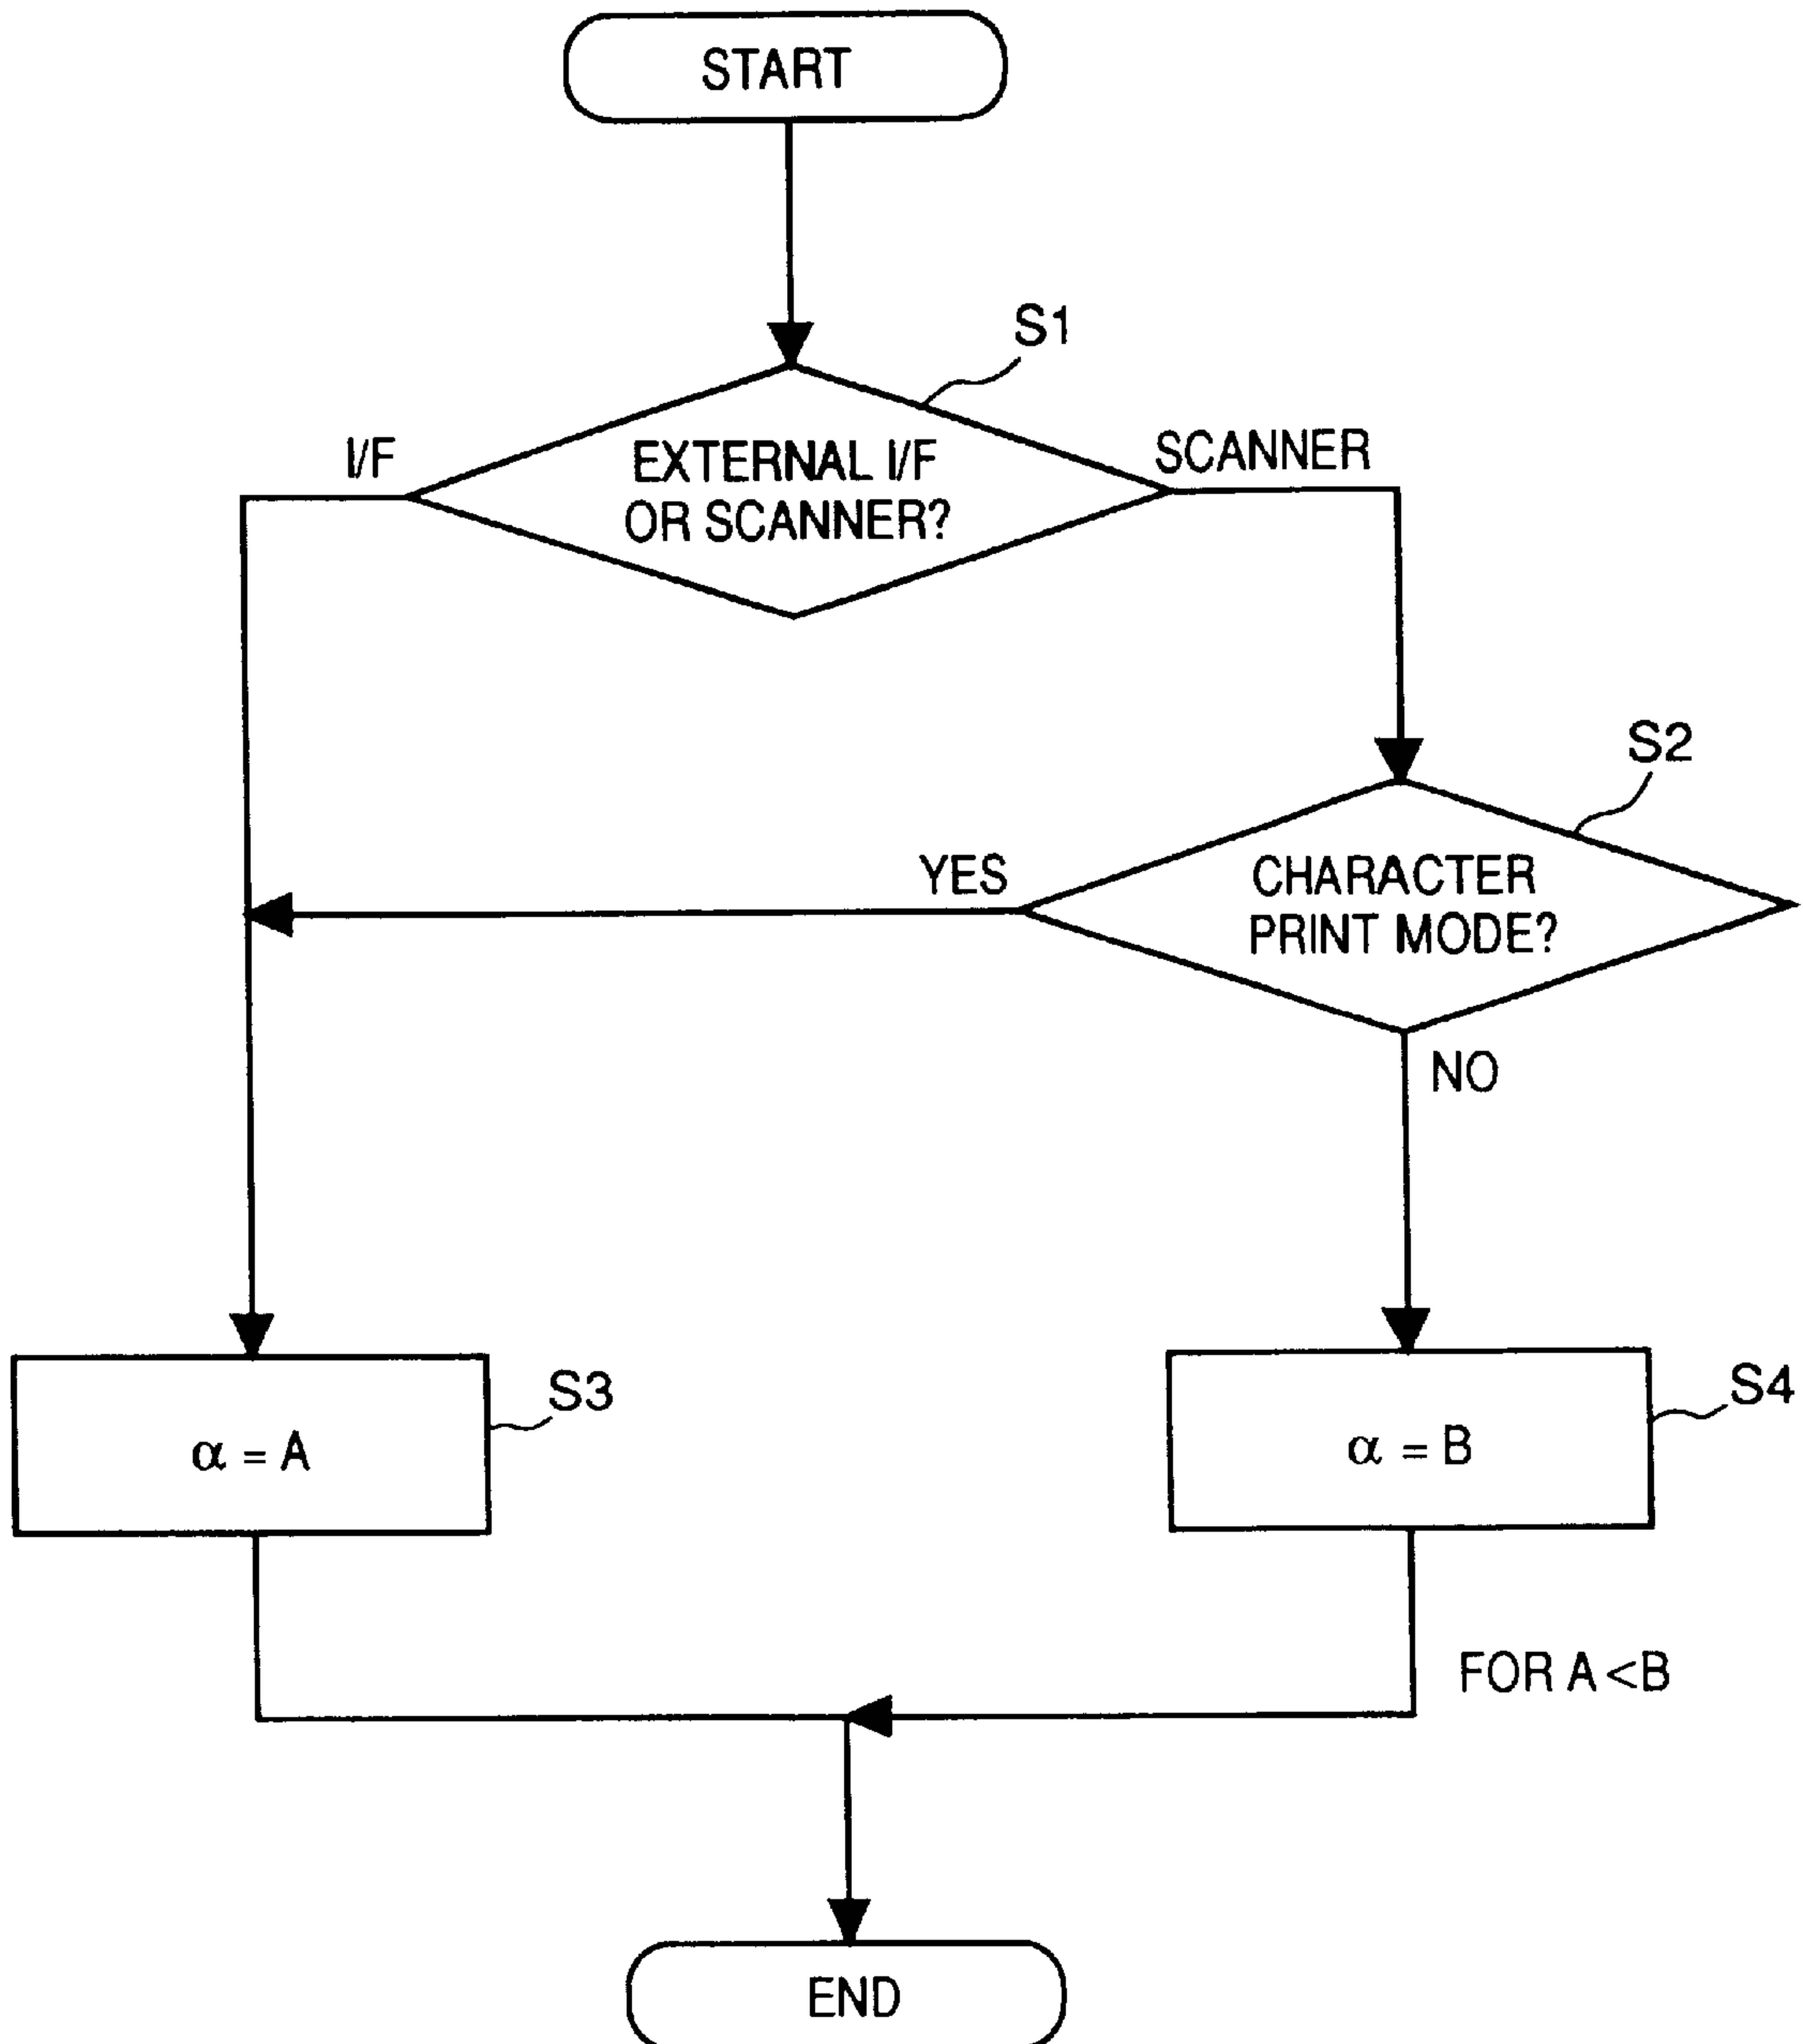 START
S1
I/F
EXTERNAL I/F
OR SCANNER?
SCANNER
S2
YES
CHARACTER
PRINT MODE?
NO
α = A
S3
α = B
S4
FOR A<B
END